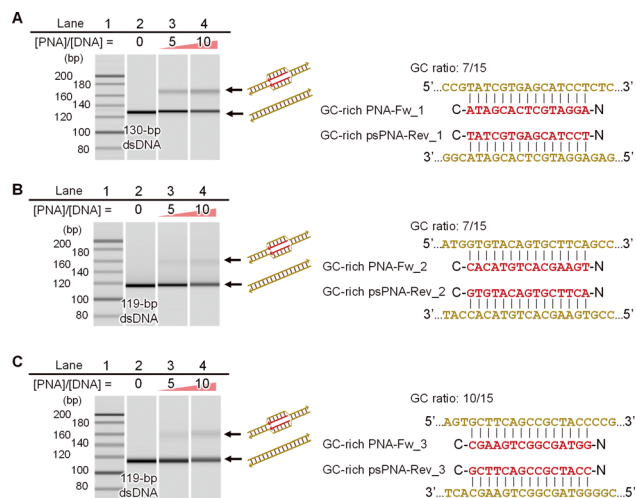 A
Lane 1 2 3 4
[PNA]/[DNA] = 0 5 10
(bp)
200
180
160
140
120
100
80
60
130-bp
dsDNA
GC ratio: 7/15
5'...CCGTATCGTGAGCATCCTCTC...
GC-rich PNA-Fw_1 C-ATAGCACTCGTAGGA-N
GC-rich psPNA-Rev_1 C-TATCGTGAGCATCCT-N
3'...GGCATAGCACTCGTAGGAGAG...5'
B
Lane 1 2 3 4
[PNA]/[DNA] = 0 5 10
(bp)
200
180
160
140
120
100
80
60
119-bp
dsDNA
GC ratio: 7/15
5'...ATGGTGTACAGTGCTTCAGCC...3'
GC-rich PNA-Fw_2 C-CACATGTCACGAAGT-N
GC-rich psPNA-Rev_2 C-GTGTACAGTGCTTCA-N
3'...TACCACATGTCACGAAGTGCC...5'
C
Lane 1 2 3 4
[PNA]/[DNA] = 0 5 10
(bp)
200
180
160
140
120
100
80
60
119-bp
dsDNA
GC ratio: 10/15
5'...AGTGCTTCAGCCGCTACCCCG...3'
GC-rich PNA-Fw_3 C-CGAAGTCGGCGATGG-N
GC-rich psPNA-Rev_3 C-GCTTCAGCCGCTACC-N
3'...TCACGAAGTCGGCGATGGGGC...5'